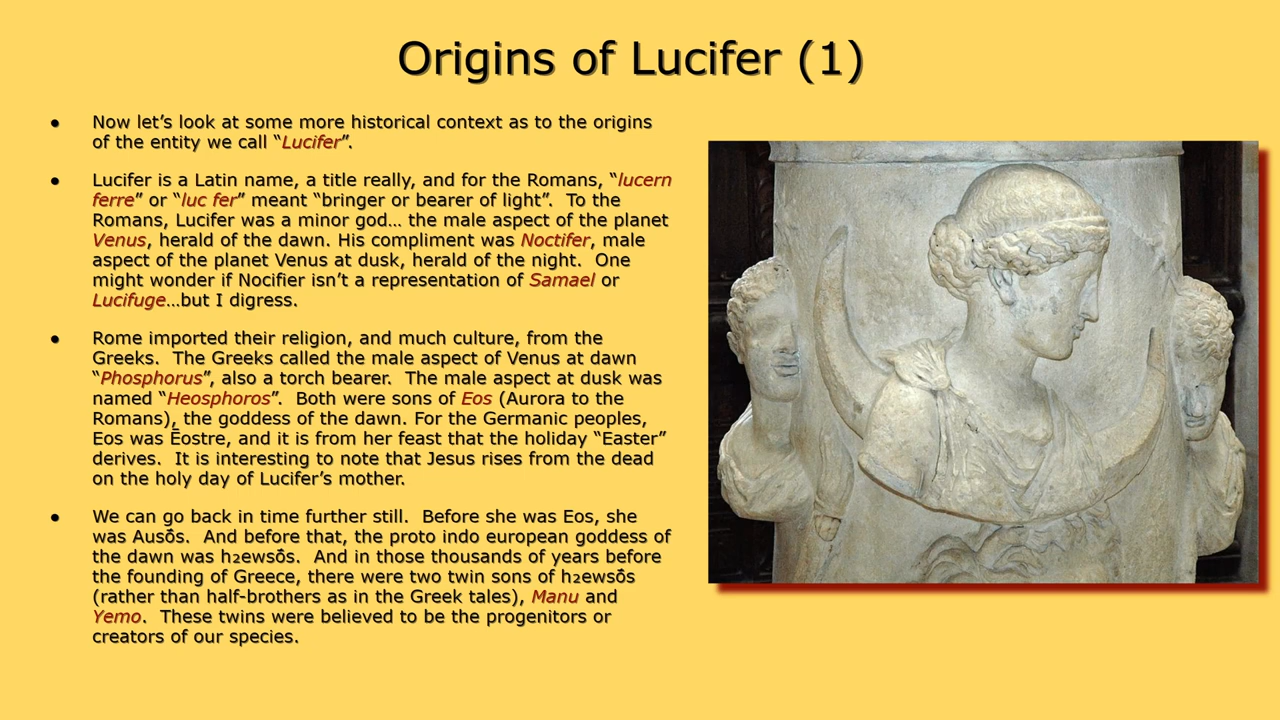 Origins of Lucifer (1)
● Now let’s look at some more historical context as to the origins
of the entity we call “Lucifer”.
● Lucifer is a Latin name, a title really, and for the Romans, “lucern
ferre” or “luc fer” meant “bringer or bearer of light”.  To the
Romans, Lucifer was a minor god… the male aspect of the planet
Venus, herald of the dawn. His compliment was Noctifer, male
aspect of the planet Venus at dusk, herald of the night.  One
might wonder if Nocifier isn’t a representation of Samael or
Lucifuge…but I digress.
● Rome imported their religion, and much culture, from the
Greeks.  The Greeks called the male aspect of Venus at dawn
“Phosphorus”, also a torch bearer.  The male aspect at dusk was
named “Heosphoros”.  Both were sons of Eos (Aurora to the
Romans), the goddess of the dawn. For the Germanic peoples,
Eos was Ēostre, and it is from her feast that the holiday “Easter”
derives.  It is interesting to note that Jesus rises from the dead
on the holy day of Lucifer’s mother.
● We can go back in time further still.  Before she was Eos, she
was Ausṓs.  And before that, the proto indo european goddess of
the dawn was h₂ewsṓs.  And in those thousands of years before
the founding of Greece, there were two twin sons of h₂ewsṓs
(rather than half-brothers as in the Greek tales), Manu and
Yemo.  These twins were believed to be the progenitors or
creators of our species.